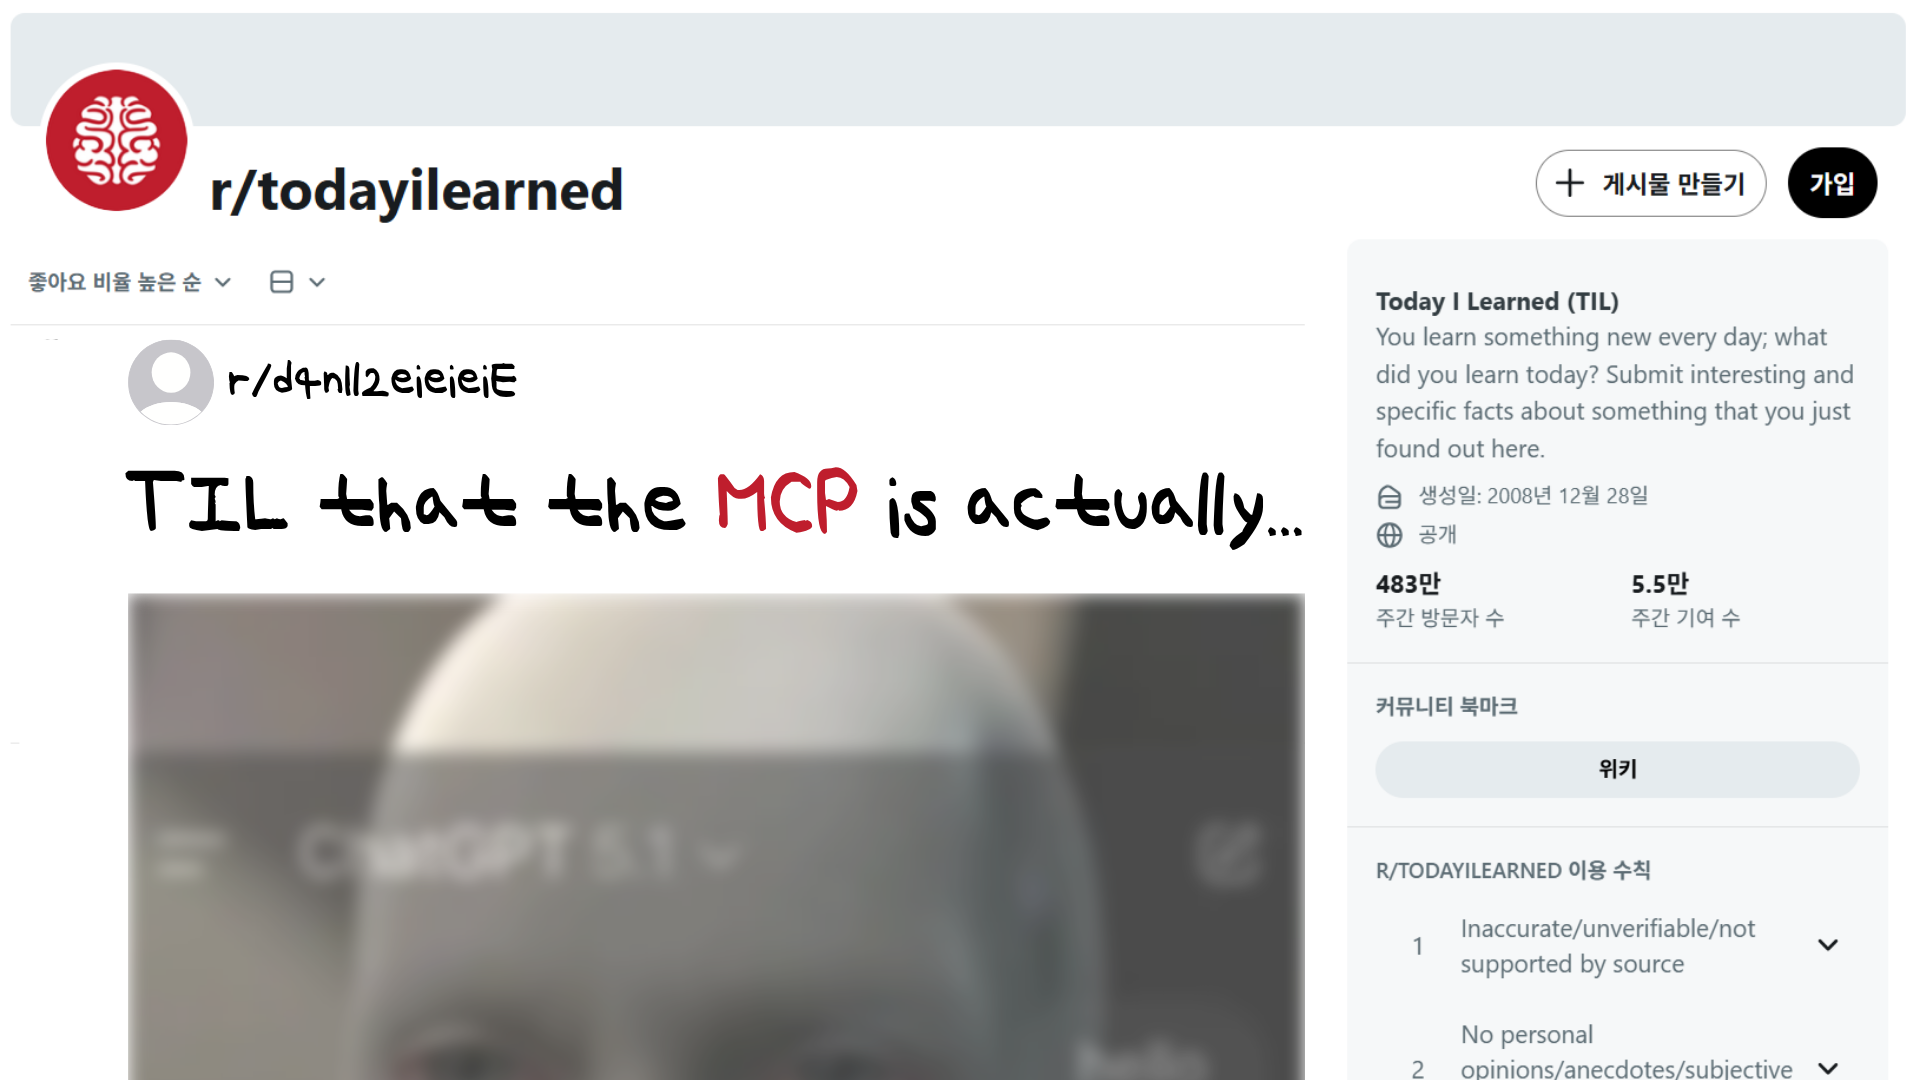 r/todayilearned
게시물 만들기
가입
좋아요 비율 높은 순
r/d4n112eieieiE
TIL that the MCP is actually...
ChatGPT 5.1
hello
Today I Learned (TIL)
You learn something new every day; what
did you learn today? Submit interesting and
specific facts about something that you just
found out here.
생성일: 2008년 12월 28일
공개
483만
5.5만
주간 방문자 수
주간 기여 수
커뮤니티 북마크
위키
R/TODAYILEARNED 이용 수칙
1
Inaccurate/unverifiable/not
supported by source
2
No personal
opinions/anecdotes/subjective